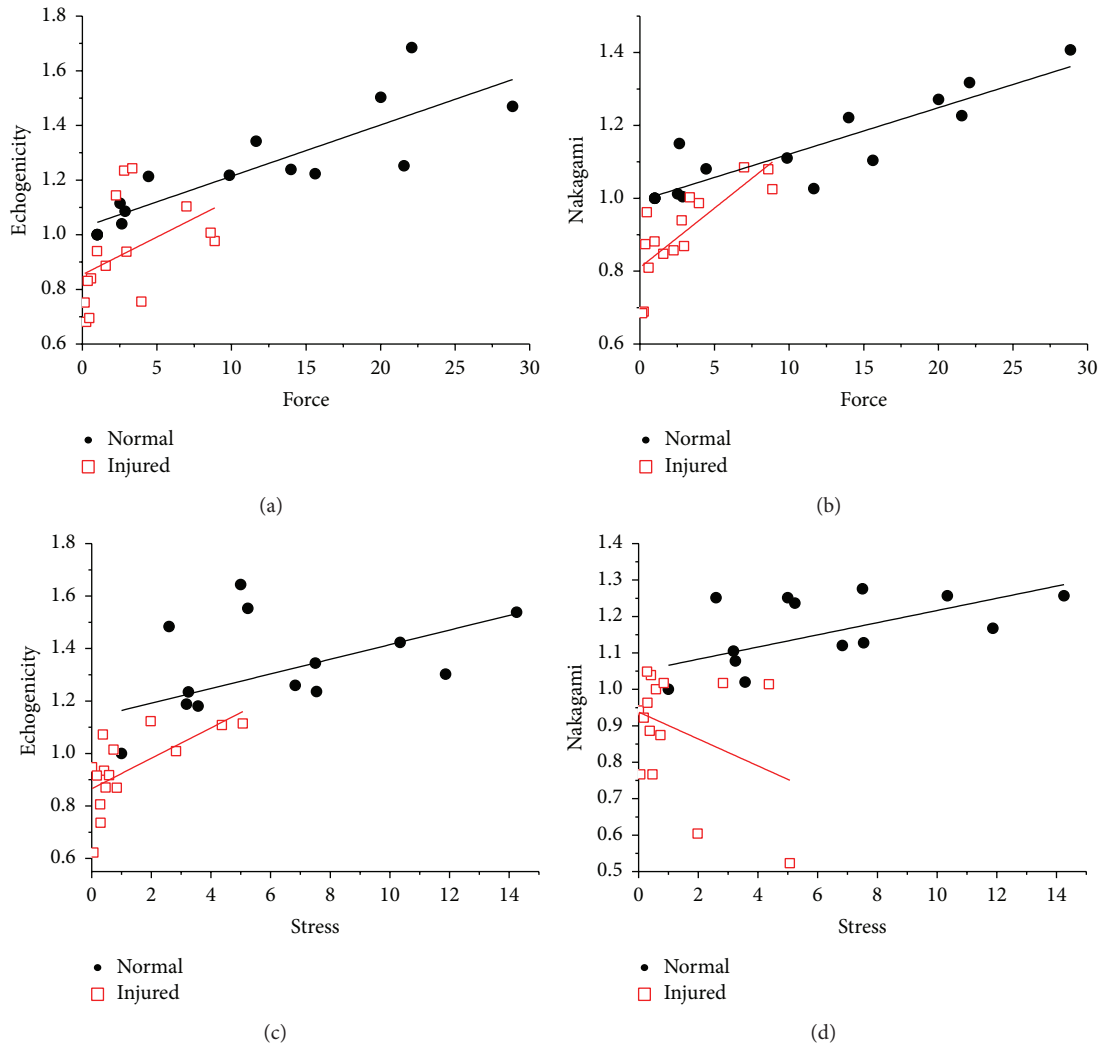 1.8
1.6
1.4
1.2
1.0
0.8
0.6
Echogenicity
0 5 10 15 20 25 30
Force
Normal
Injured
(a)
1.4
1.2
1.0
0.8
0.6
Nakagami
0 5 10 15 20 25 30
Force
Normal
Injured
(b)
1.8
1.6
1.4
1.2
1.0
0.8
0.6
Echogenicity
0 2 4 6 8 10 12 14
Stress
Normal
Injured
(c)
1.4
1.3
1.2
1.1
1.0
0.9
0.8
0.7
0.6
0.5
Nakagami
0 2 4 6 8 10 12 14
Stress
Normal
Injured
(d)